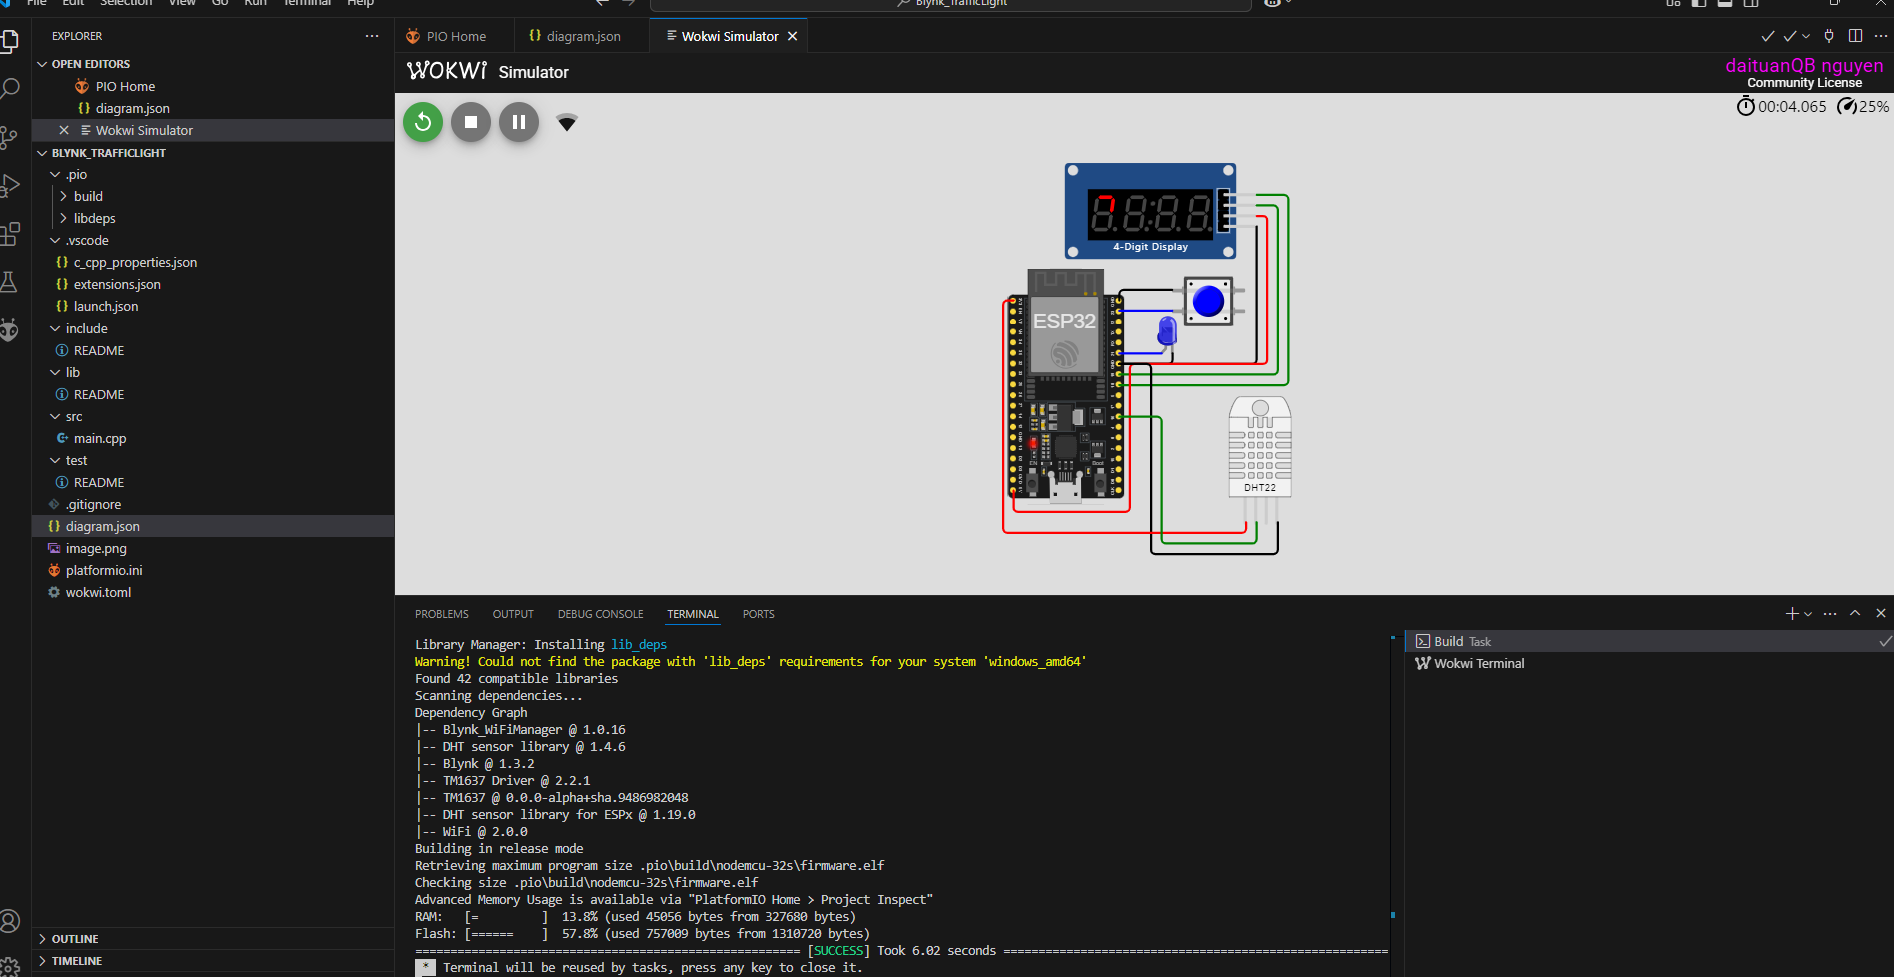 File Edit Selection View Go Run Terminal Help
Blynk_TrafficLight
EXPLORER
OPEN EDITORS
PIO Home
diagram.json
Wokwi Simulator
BLYNK_TRAFFICLIGHT
.pio
build
libdeps
.vscode
c_cpp_properties.json
extensions.json
launch.json
include
README
lib
README
src
main.cpp
test
README
.gitignore
diagram.json
image.png
platformio.ini
wokwi.toml
OUTLINE
TIMELINE
PIO Home
diagram.json
Wokwi Simulator
WOKWI Simulator
daituanQB nguyen
Community License
00:04.065 25%
4-Digit Display
ESP32
EN
Boot
DHT22
PROBLEMS OUTPUT DEBUG CONSOLE TERMINAL PORTS
Library Manager: Installing lib_deps
Warning! Could not find the package with 'lib_deps' requirements for your system 'windows_amd64'
Found 42 compatible libraries
Scanning dependencies...
Dependency Graph
|-- Blynk_WiFiManager @ 1.0.16
|-- DHT sensor library @ 1.4.6
|-- Blynk @ 1.3.2
|-- TM1637 Driver @ 2.2.1
|-- TM1637 @ 0.0.0-alpha+sha.9486982048
|-- DHT sensor library for ESPx @ 1.19.0
|-- WiFi @ 2.0.0
Building in release mode
Retrieving maximum program size .pio\build\nodemcu-32s\firmware.elf
Checking size .pio\build\nodemcu-32s\firmware.elf
Advanced Memory Usage is available via "PlatformIO Home > Project Inspect"
RAM: [= ] 13.8% (used 45056 bytes from 327680 bytes)
Flash: [====== ] 57.8% (used 757009 bytes from 1310720 bytes)
======================================================= [SUCCESS] Took 6.02 seconds =======================================================
* Terminal will be reused by tasks, press any key to close it.
Build Task
Wokwi Terminal